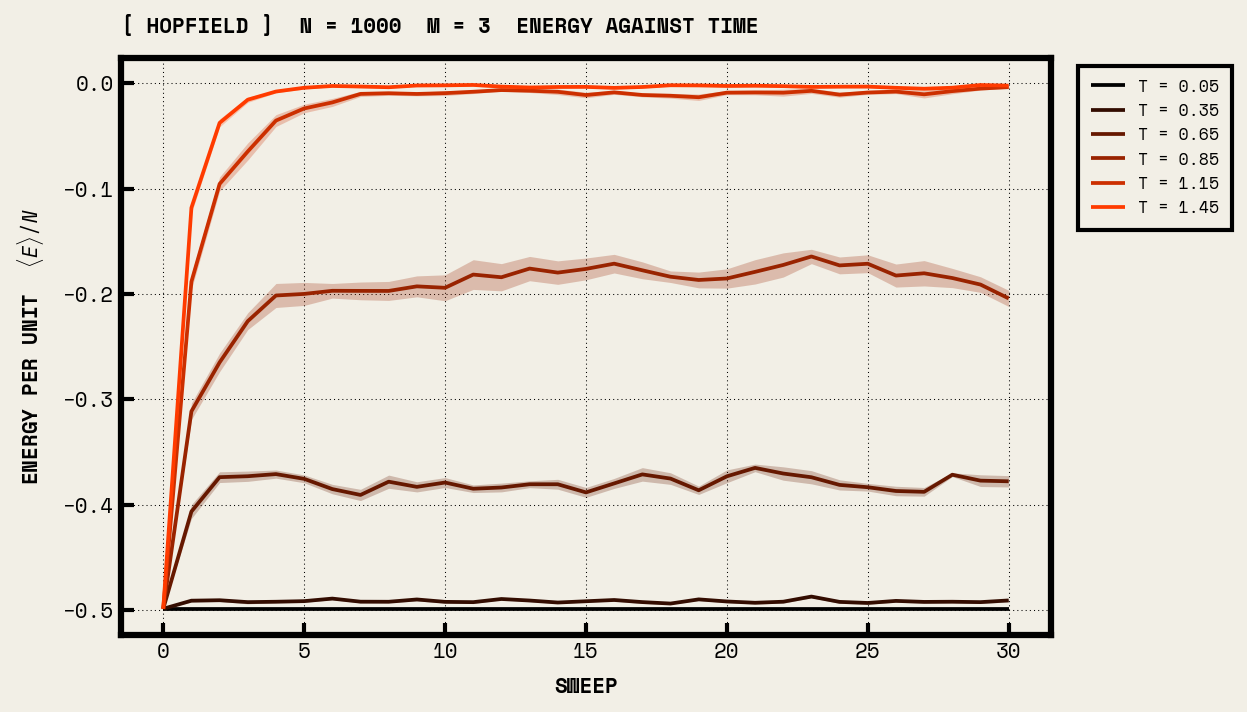 [ HOPFIELD ]  N = 1000  M = 3  ENERGY AGAINST TIME
0.0
−0.1
−0.2
−0.3
−0.4
−0.5
ENERGY PER UNIT ⟨E⟩/N
0 5 10 15 20 25 30
SWEEP
T = 0.05
T = 0.35
T = 0.65
T = 0.85
T = 1.15
T = 1.45